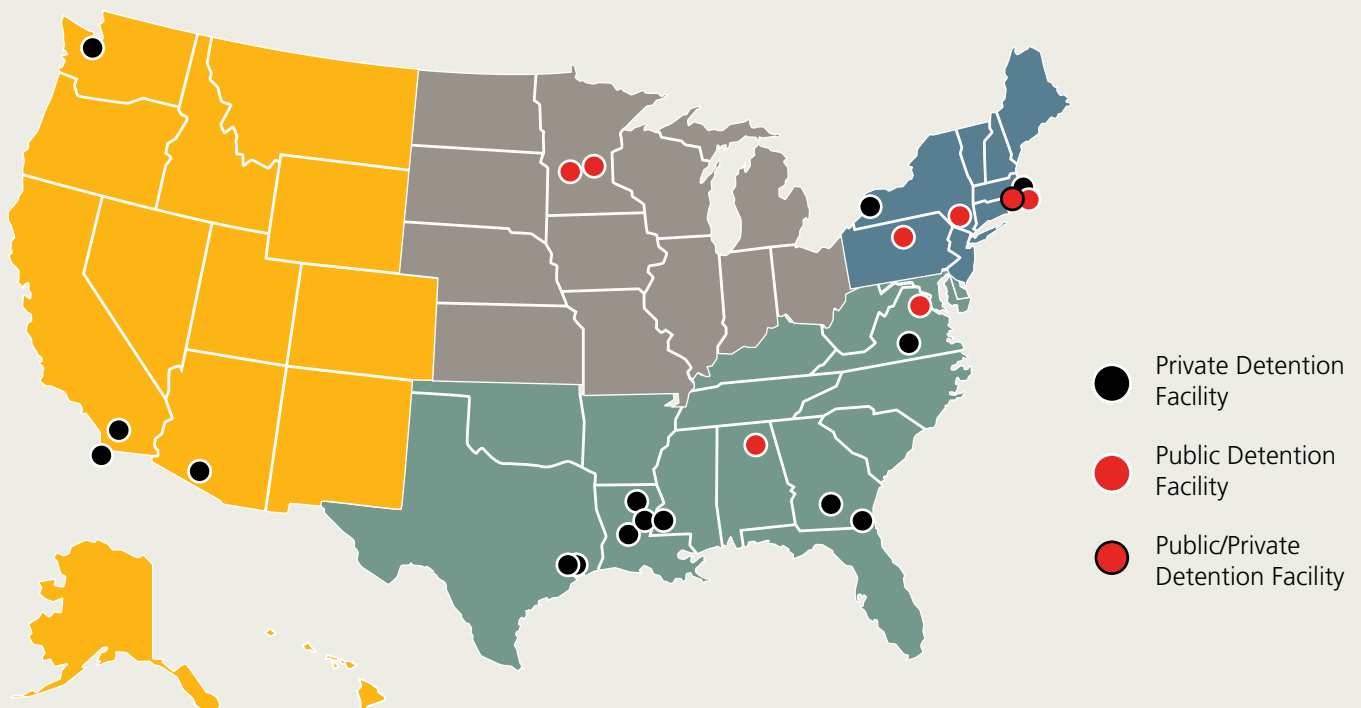 Private Detention
Facility
Public Detention
Facility
Public/Private
Detention Facility